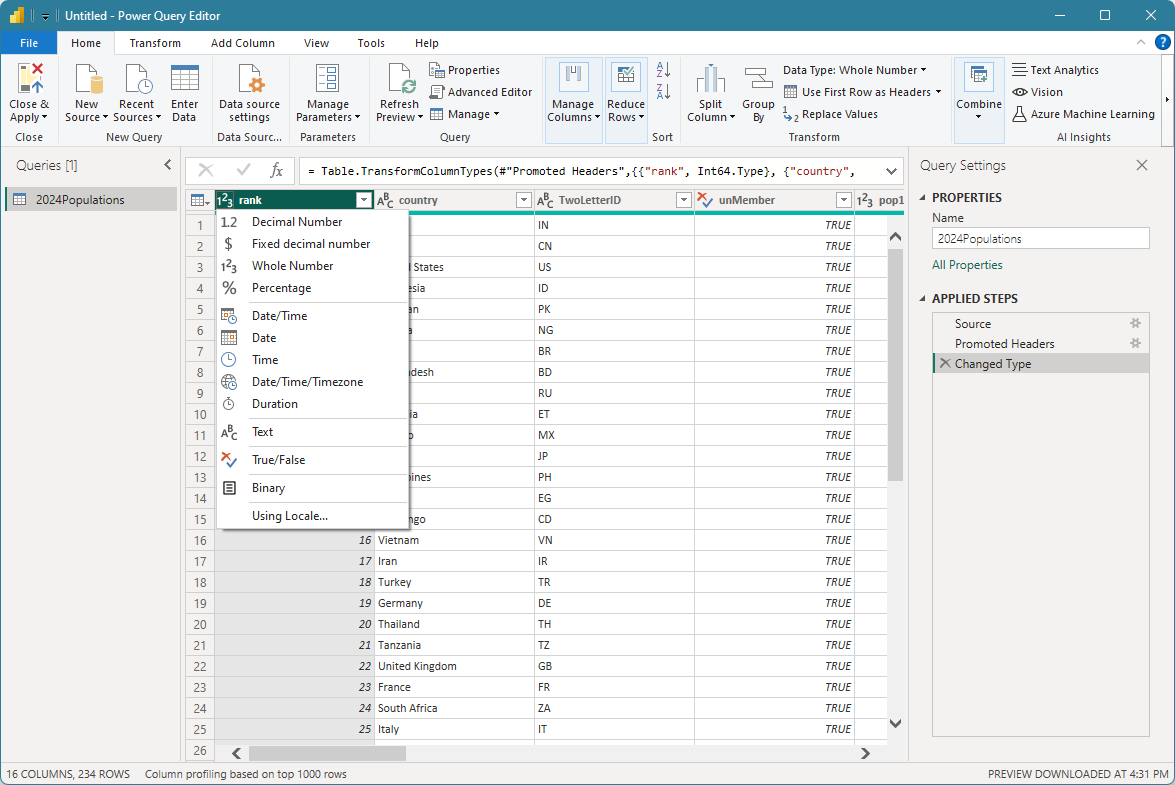 Untitled - Power Query Editor
File Home Transform Add Column View Tools Help
Close & Apply
New Source
Recent Sources
Enter Data
Data source settings
Manage Parameters
Refresh Preview
Properties
Advanced Editor
Manage
Manage Columns
Reduce Rows
Split Column
Group By
Data Type: Whole Number
Use First Row as Headers
Replace Values
Combine
Text Analytics
Vision
Azure Machine Learning
Close New Query Data Sourc... Parameters Query Sort Transform AI Insights
Queries [1]
2024Populations
fx = Table.TransformColumnTypes(#"Promoted Headers",{{"rank", Int64.Type}, {"country",
1 2 3 rank A B C country A B C TwoLetterID unMember 1 2 3 pop1
1.2 Decimal Number
$ Fixed decimal number
1 2 3 Whole Number
% Percentage
Date/Time
Date
Time
Date/Time/Timezone
Duration
A B C Text
True/False
Binary
Using Locale...
1 IN TRUE
2 CN TRUE
3 States US TRUE
4 esia ID TRUE
5 an PK TRUE
6 a NG TRUE
7 BR TRUE
8 desh BD TRUE
9 RU TRUE
10 ia ET TRUE
11 o MX TRUE
12 JP TRUE
13 pines PH TRUE
14 EG TRUE
15 ngo CD TRUE
16 16 Vietnam VN TRUE
17 17 Iran IR TRUE
18 18 Turkey TR TRUE
19 19 Germany DE TRUE
20 20 Thailand TH TRUE
21 21 Tanzania TZ TRUE
22 22 United Kingdom GB TRUE
23 23 France FR TRUE
24 24 South Africa ZA TRUE
25 25 Italy IT TRUE
26
Query Settings
PROPERTIES
Name
2024Populations
All Properties
APPLIED STEPS
Source
Promoted Headers
Changed Type
16 COLUMNS, 234 ROWS Column profiling based on top 1000 rows
PREVIEW DOWNLOADED AT 4:31 PM